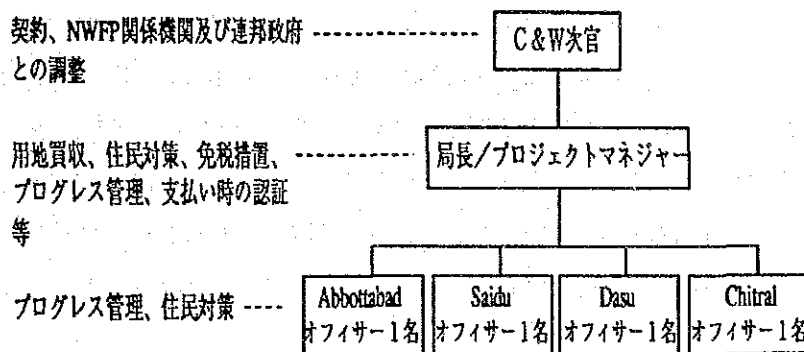 契約、NWFP関係機関及び連邦政府
との調整
C&W次官
用地買収、住民対策、免税措置、
プログレス管理、支払い時の認証
等
局長/プロジェクトマネジャー
プログレス管理、住民対策
Abbottabad
オフィサー1名
Saidu
オフィサー1名
Dasu
オフィサー1名
Chitral
オフィサー1名